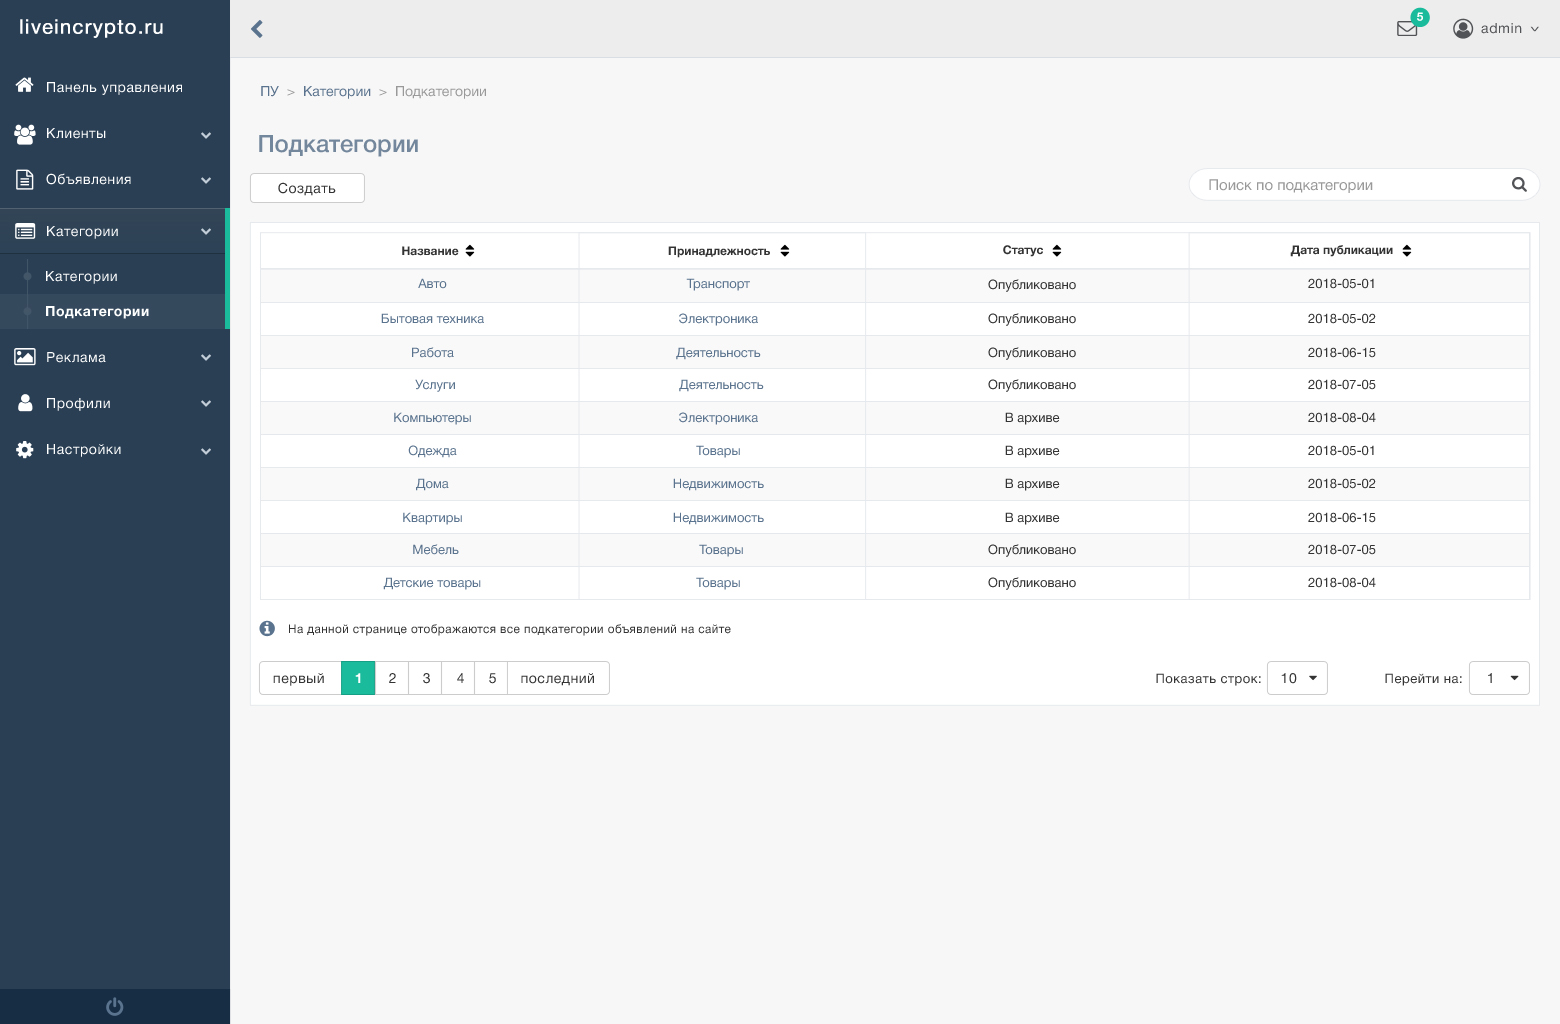 liveincrypto.ru
5
admin
Панель управления
Клиенты
Объявления
Категории
Категории
Подкатегории
Реклама
Профили
Настройки
ПУ > Категории > Подкатегории
Подкатегории
Создать
Поиск по подкатегории
Название Принадлежность Статус Дата публикации
Авто Транспорт Опубликовано 2018-05-01
Бытовая техника Электроника Опубликовано 2018-05-02
Работа Деятельность Опубликовано 2018-06-15
Услуги Деятельность Опубликовано 2018-07-05
Компьютеры Электроника В архиве 2018-08-04
Одежда Товары В архиве 2018-05-01
Дома Недвижимость В архиве 2018-05-02
Квартиры Недвижимость В архиве 2018-06-15
Мебель Товары Опубликовано 2018-07-05
Детские товары Товары Опубликовано 2018-08-04
На данной странице отображаются все подкатегории объявлений на сайте
первый 1 2 3 4 5 последний
Показать строк: 10 Перейти на: 1